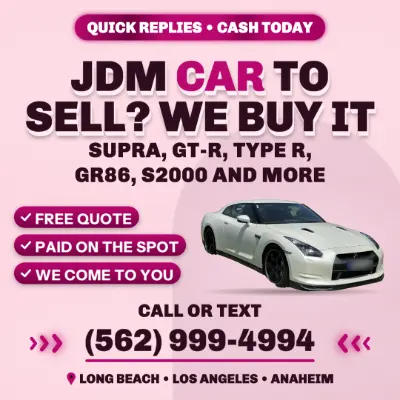 QUICK REPLIES • CASH TODAY
JDM CAR TO
SELL? WE BUY IT
SUPRA, GT-R, TYPE R,
GR86, S2000 AND MORE
FREE QUOTE
PAID ON THE SPOT
WE COME TO YOU
CALL OR TEXT
(562) 999-4994
LONG BEACH • LOS ANGELES • ANAHEIM